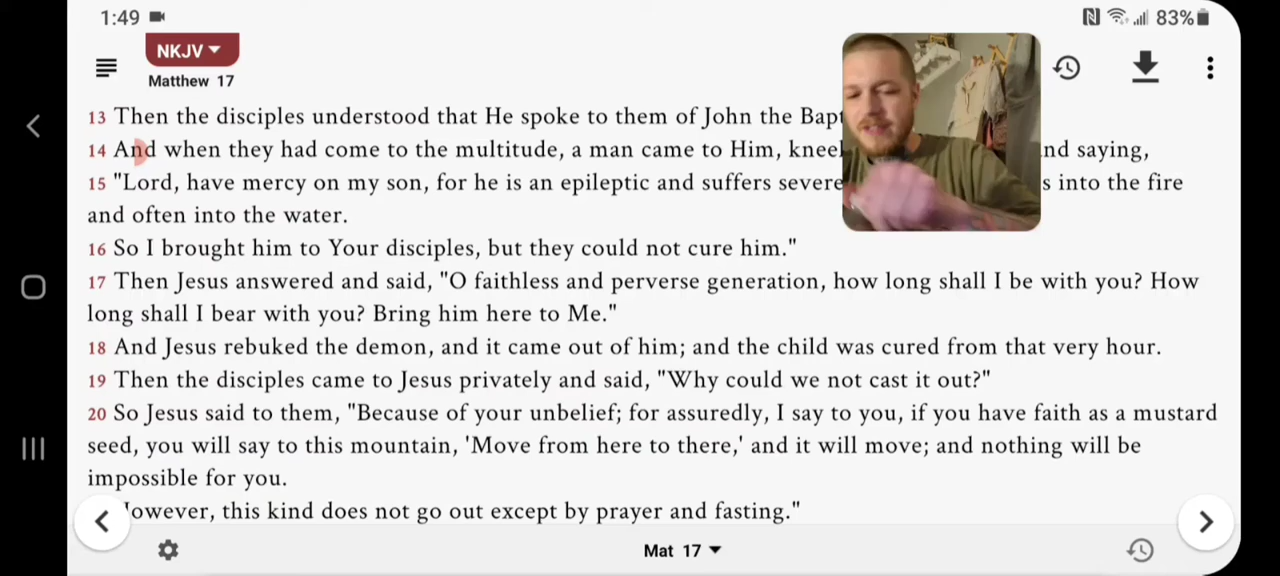 1:49 83%
NKJV
Matthew 17
13 Then the disciples understood that He spoke to them of John the
14 And when they had come to the multitude, a man came to Him, saying,
15 "Lord, have mercy on my son, for he is an epileptic and suffers into the fire
and often into the water.
16 So I brought him to Your disciples, but they could not cure him."
17 Then Jesus answered and said, "O faithless and perverse generation, how long shall I be with you? How
long shall I bear with you? Bring him here to Me."
18 And Jesus rebuked the demon, and it came out of him; and the child was cured from that very hour.
19 Then the disciples came to Jesus privately and said, "Why could we not cast it out?"
20 So Jesus said to them, "Because of your unbelief; for assuredly, I say to you, if you have faith as a mustard
seed, you will say to this mountain, 'Move from here to there,' and it will move; and nothing will be
impossible for you.
However, this kind does not go out except by prayer and fasting."
Mat 17